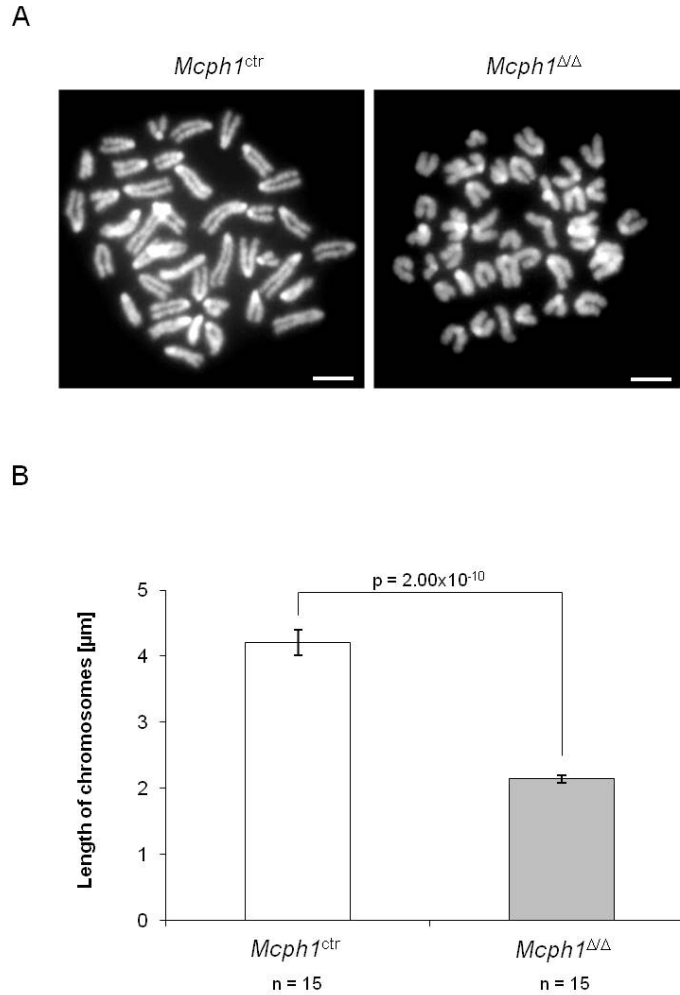 A
Mcph1ctr Mcph1Δ/Δ
B
p = 2.00x10-10
Length of chromosomes [µm]
5
4
3
2
1
0
Mcph1ctr Mcph1Δ/Δ
n = 15 n = 15